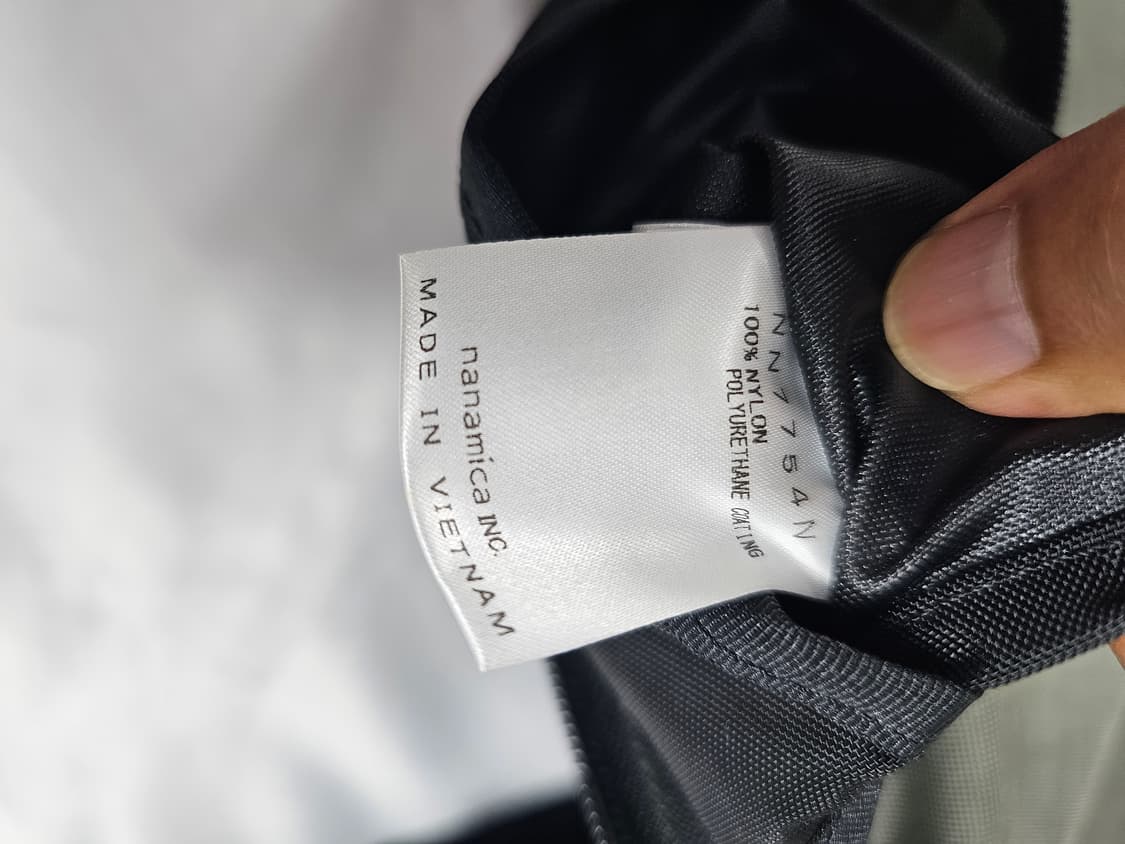 NN7754N
100% NYLON
POLYURETHANE COATING
nanamica INC.
MADE IN VIETNAM